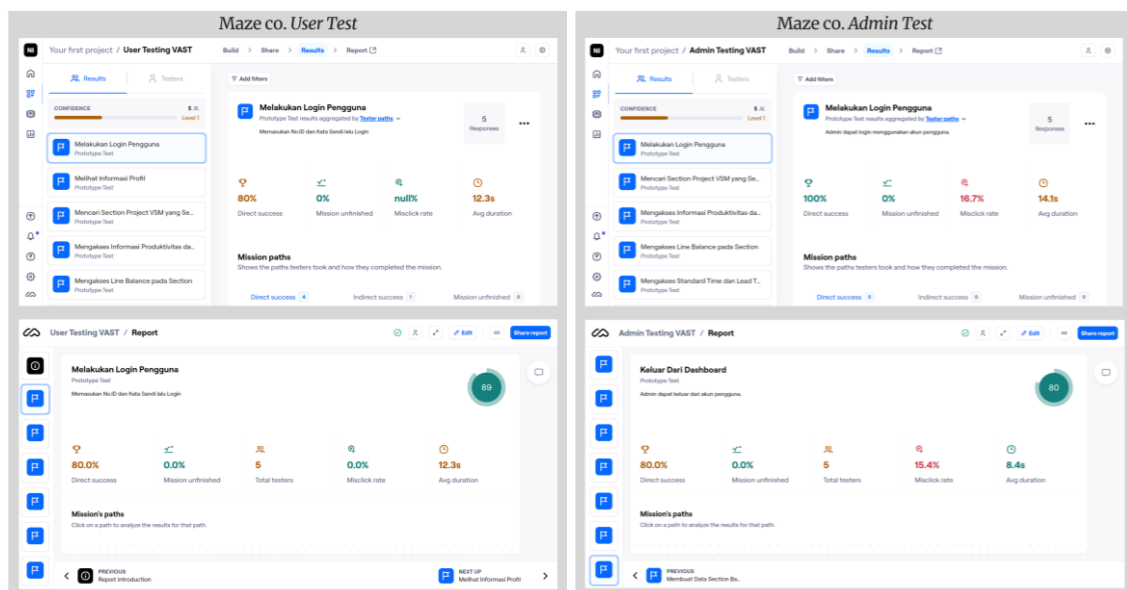 Maze co. User Test
NI Your first project / User Testing VAST Build > Share > Results > Report
Results Testers
Add filters
CONFIDENCE 5
Level 1
Melakukan Login Pengguna
Prototype Test
Melihat Informasi Profil
Prototype Test
Mencari Section Project VSM yang Se...
Prototype Test
Mengakses Informasi Produktivitas da...
Prototype Test
Mengakses Line Balance pada Section
Prototype Test
Melakukan Login Pengguna
Prototype Test results aggregated by Tester paths
Memasukan No.ID dan Kata Sandi lalu Login
5
Responses
80% 0% null% 12.3s
Direct success Mission unfinished Misclick rate Avg duration
Mission paths
Shows the paths testers took and how they completed the mission.
Direct success 4 Indirect success 1 Mission unfinished 0
Maze co. Admin Test
NI Your first project / Admin Testing VAST Build > Share > Results > Report
Results Testers
Add filters
CONFIDENCE 5
Level 1
Melakukan Login Pengguna
Prototype Test
Mencari Section Project VSM yang Se...
Prototype Test
Mengakses Informasi Produktivitas da...
Prototype Test
Mengakses Line Balance pada Section
Prototype Test
Mengakses Standard Time dan Lead T...
Prototype Test
Melakukan Login Pengguna
Prototype Test results aggregated by Tester paths
Admin dapat login menggunakan akun pengguna.
5
Responses
100% 0% 16.7% 14.1s
Direct success Mission unfinished Misclick rate Avg duration
Mission paths
Shows the paths testers took and how they completed the mission.
Direct success 5 Indirect success 0 Mission unfinished 0
User Testing VAST / Report Edit Share report
Melakukan Login Pengguna
Prototype Test
Memasukan No.ID dan Kata Sandi lalu Login
89
80.0% 0.0% 5 0.0% 12.3s
Direct success Mission unfinished Total testers Misclick rate Avg duration
Mission's paths
Click on a path to analyze the results for that path.
PREVIOUS
Report Introduction
NEXT UP
Melihat Informasi Profil
Admin Testing VAST / Report Edit Share report
Keluar Dari Dashboard
Prototype Test
Admin dapat keluar dari akun pengguna.
80
80.0% 0.0% 5 15.4% 8.4s
Direct success Mission unfinished Total testers Misclick rate Avg duration
Mission's paths
Click on a path to analyze the results for that path.
PREVIOUS
Membuat Data Section Ba...